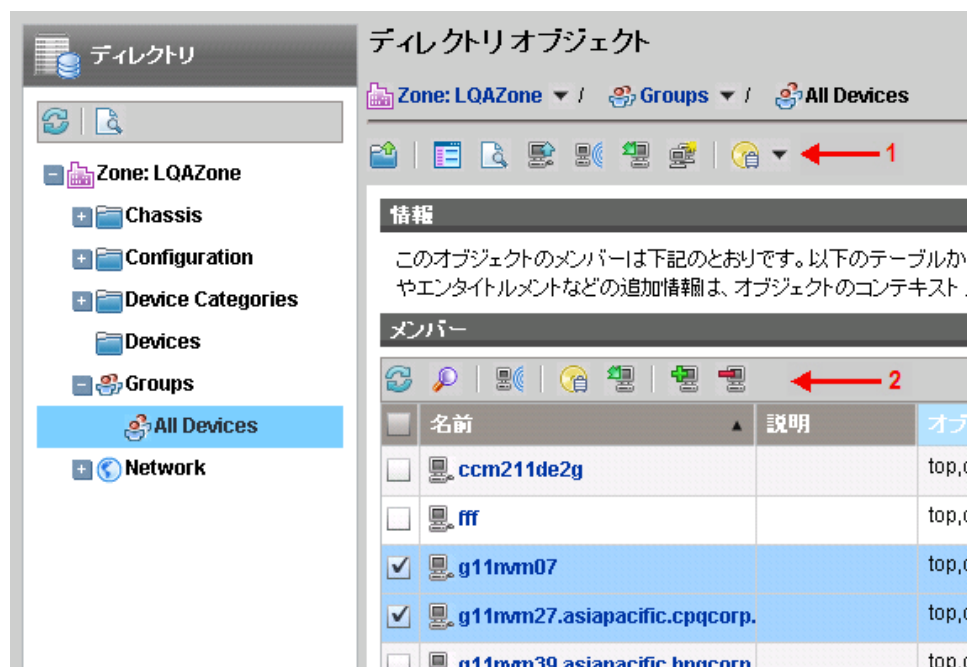 ディレクトリ
Zone: LQAZone
Chassis
Configuration
Device Categories
Devices
Groups
All Devices
Network
ディレクトリ オブジェクト
Zone: LQAZone / Groups / All Devices
1
情報
このオブジェクトのメンバーは下記のとおりです。以下のテーブルか
やエンタイトルメントなどの追加情報は、オブジェクトのコンテキスト
メンバー
2
名前 説明 オブ
ccm211de2g top,
fff top,
g11nvm07 top,
g11nvm27.asiapacific.cpqcorp. top,
g11nvm39.asiapacific.hpqcorp top,